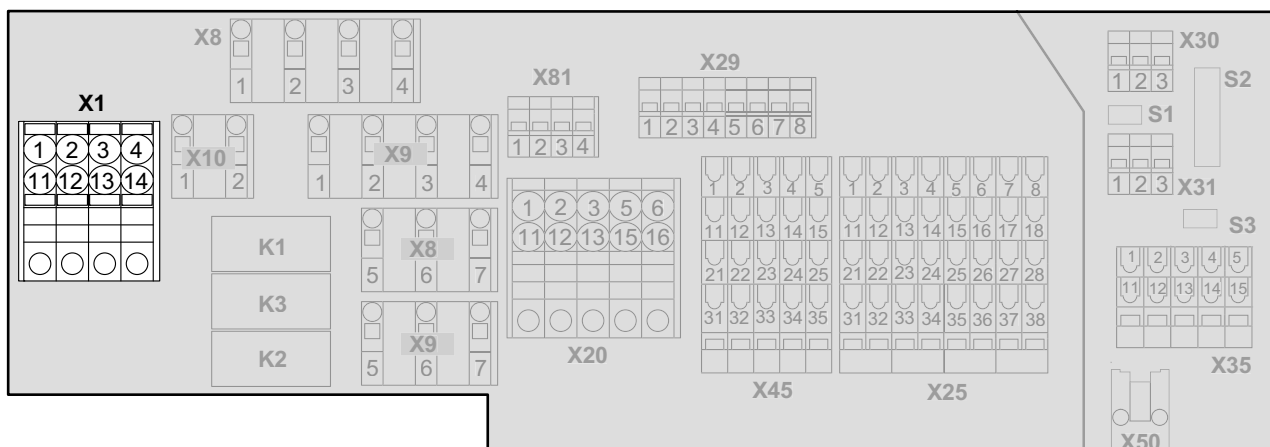 X8
1 2 3 4
X1
1 2 3 4
11 12 13 14
X10
1 2
X9
1 2 3 4
K1
K3
K2
X8
5 6 7
X9
5 6 7
X81
1 2 3 4
X29
1 2 3 4 5 6 7 8
1 2 3 5 6
11 12 13 15 16
X20
1 2 3 4 5
11 12 13 14 15
21 22 23 24 25
31 32 33 34 35
X45
1 2 3 4 5 6 7 8
11 12 13 14 15 16 17 18
21 22 23 24 25 26 27 28
31 32 33 34 35 36 37 38
X25
X30
1 2 3
S2
S1
1 2 3
X31
S3
1 2 3 4 5
11 12 13 14 15
X35
X50